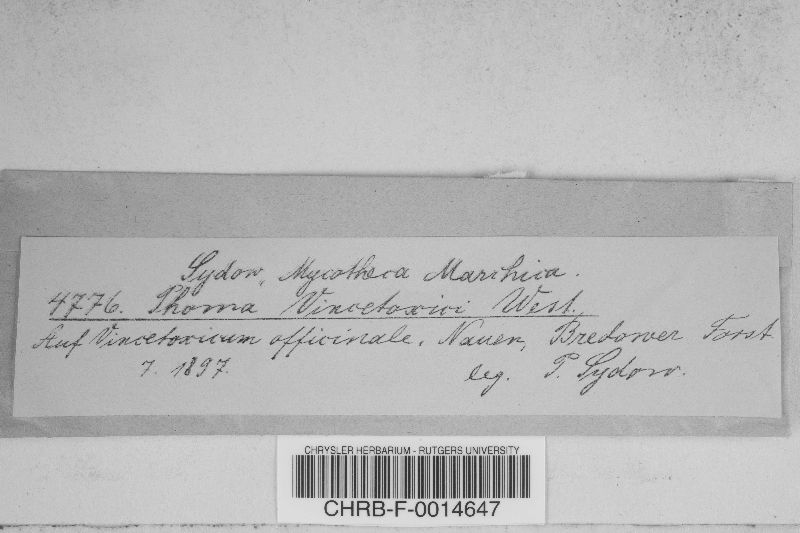 Sydow, Mycotheca Marchica.
4776. Phoma Vincetoxici West.
Auf Vincetoxicum officinale. Nauen, Bredower Forst
7. 1897. leg. P. Sydow.
CHRYSLER HERBARIUM - RUTGERS UNIVERSITY
CHRB-F-0014647